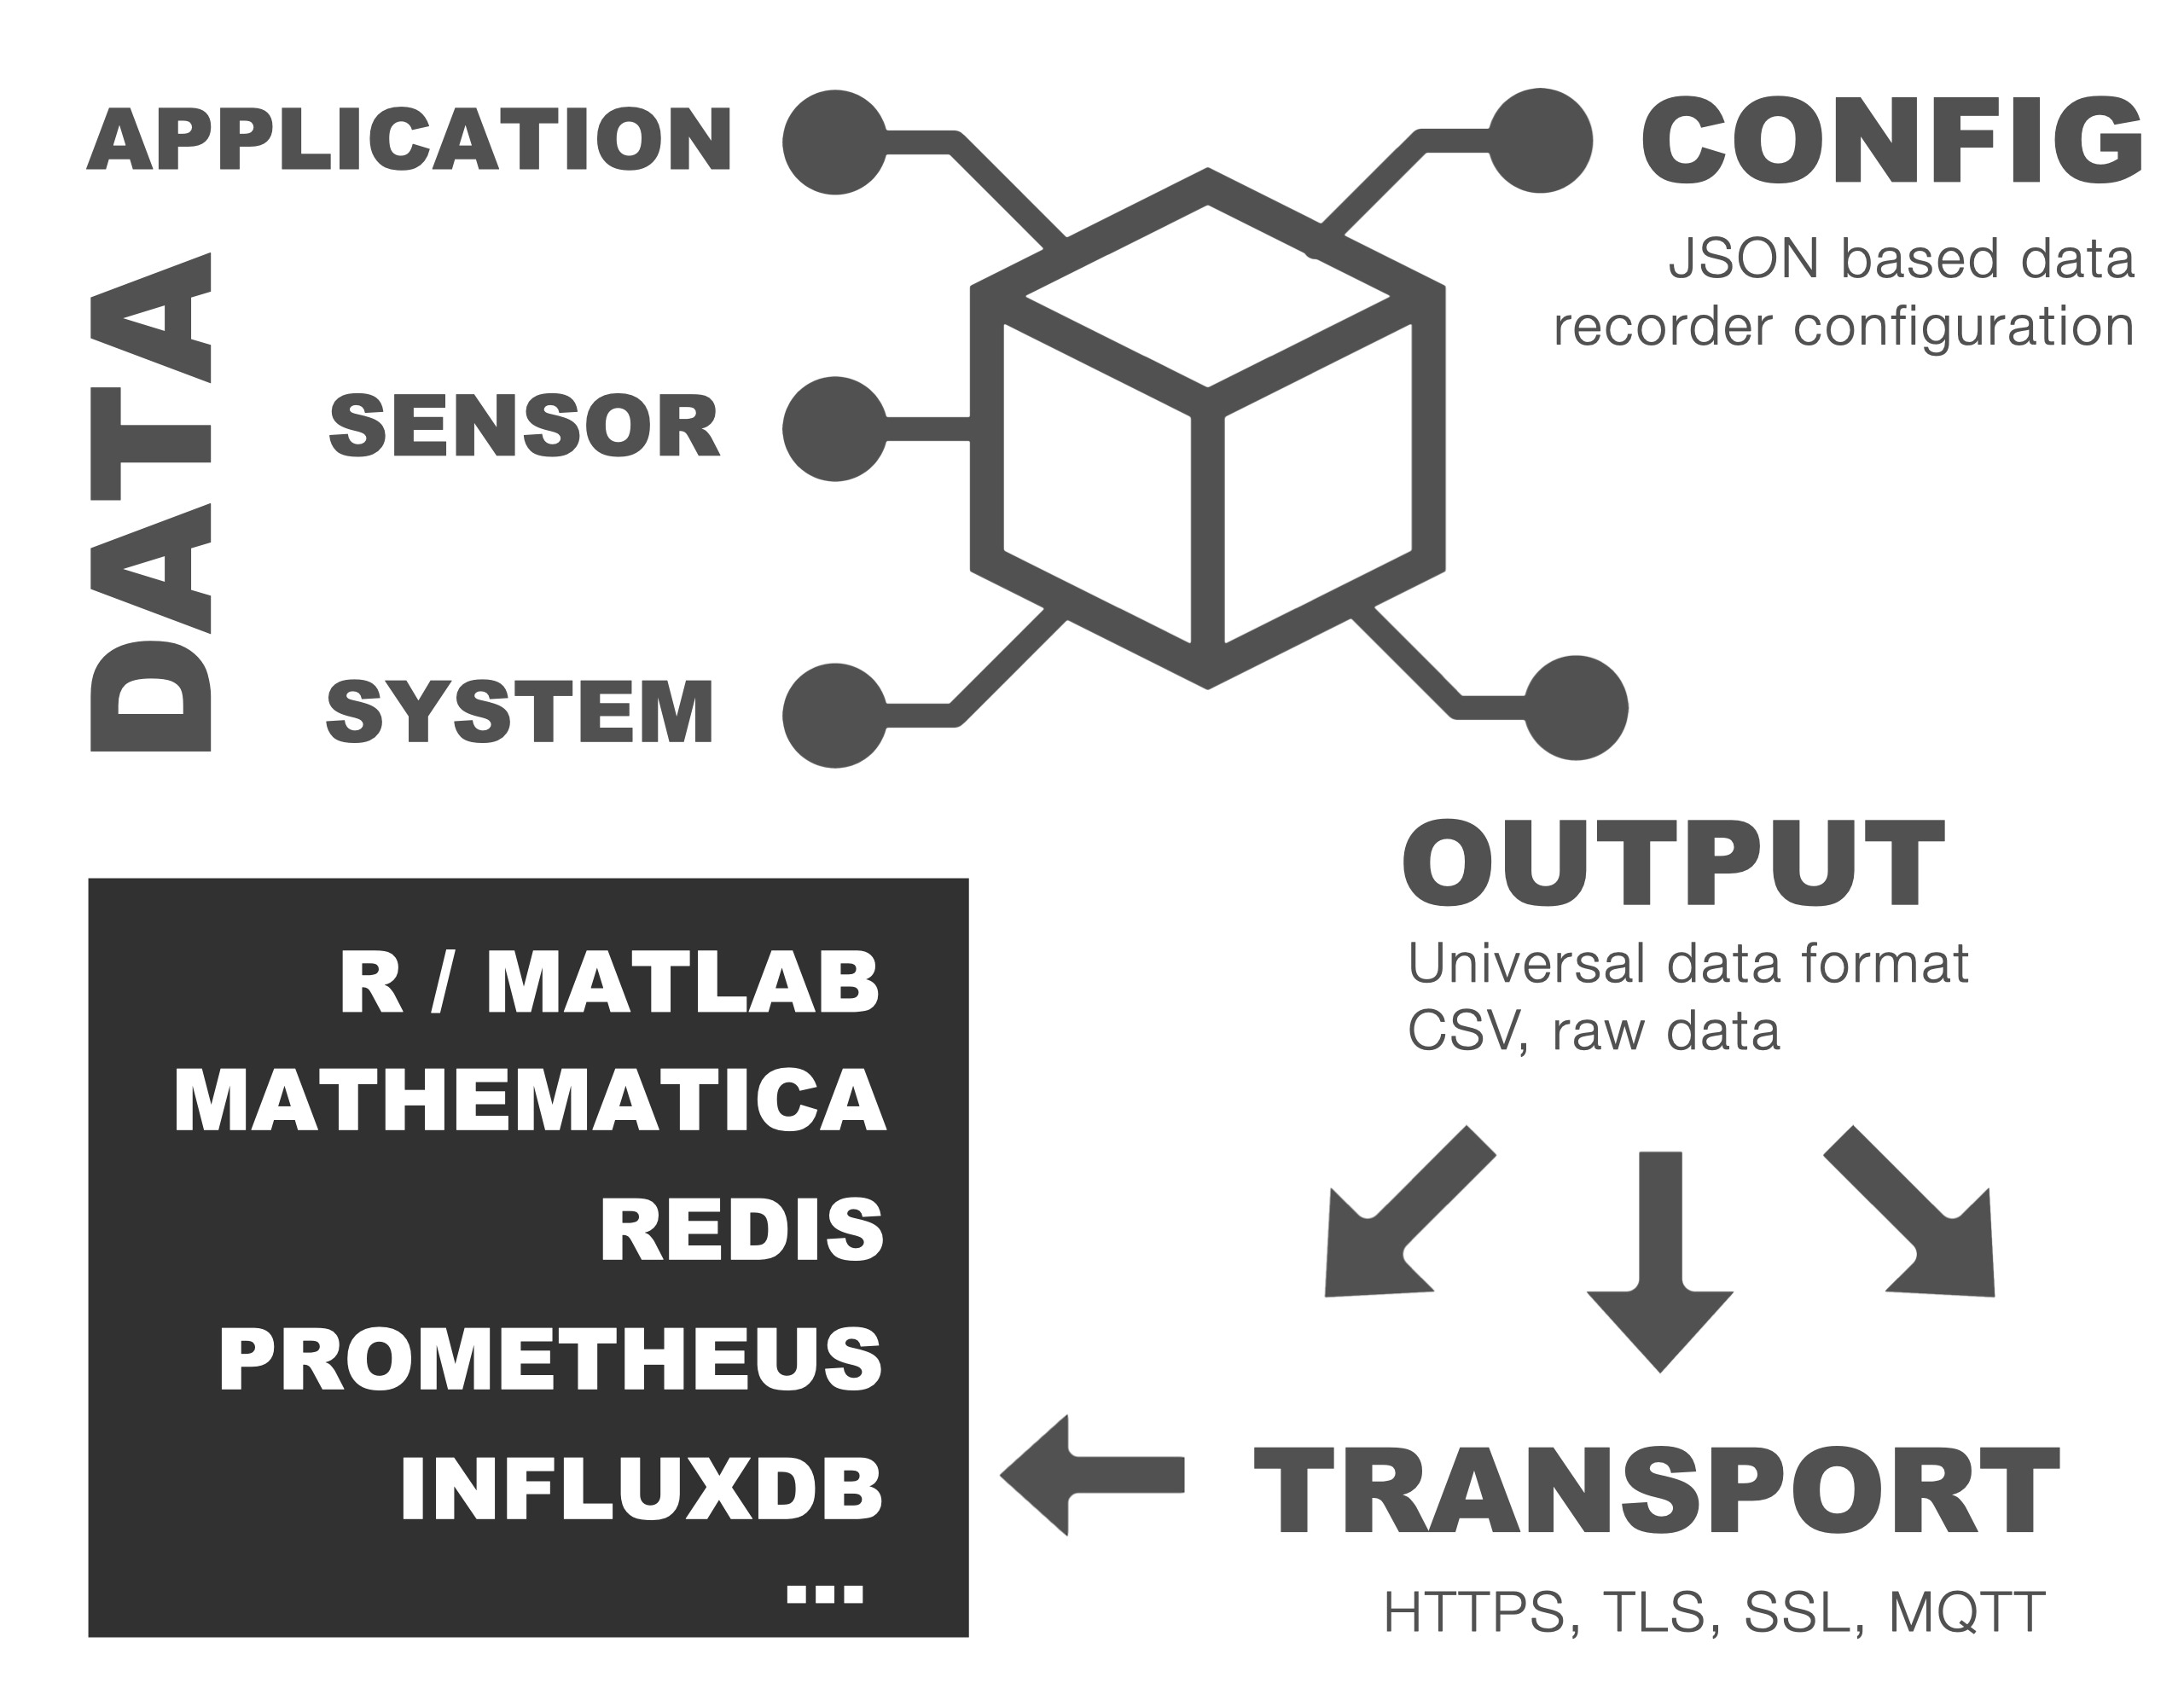 APPLICATION
CONFIG
JSON based data
recorder configuration
DATA
SENSOR
SYSTEM
OUTPUT
Universal data format
CSV, raw data
R / MATLAB
MATHEMATICA
REDIS
PROMETHEUS
INFLUXDB
...
TRANSPORT
HTTPS, TLS, SSL, MQTT